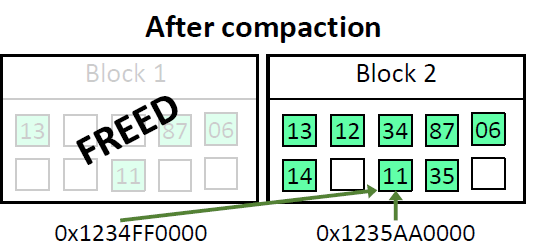 After compaction
Block 1
Block 2
13 87 06
FREED
11
13 12 34 87 06
14 11 35
0x1234FF0000
0x1235AA0000